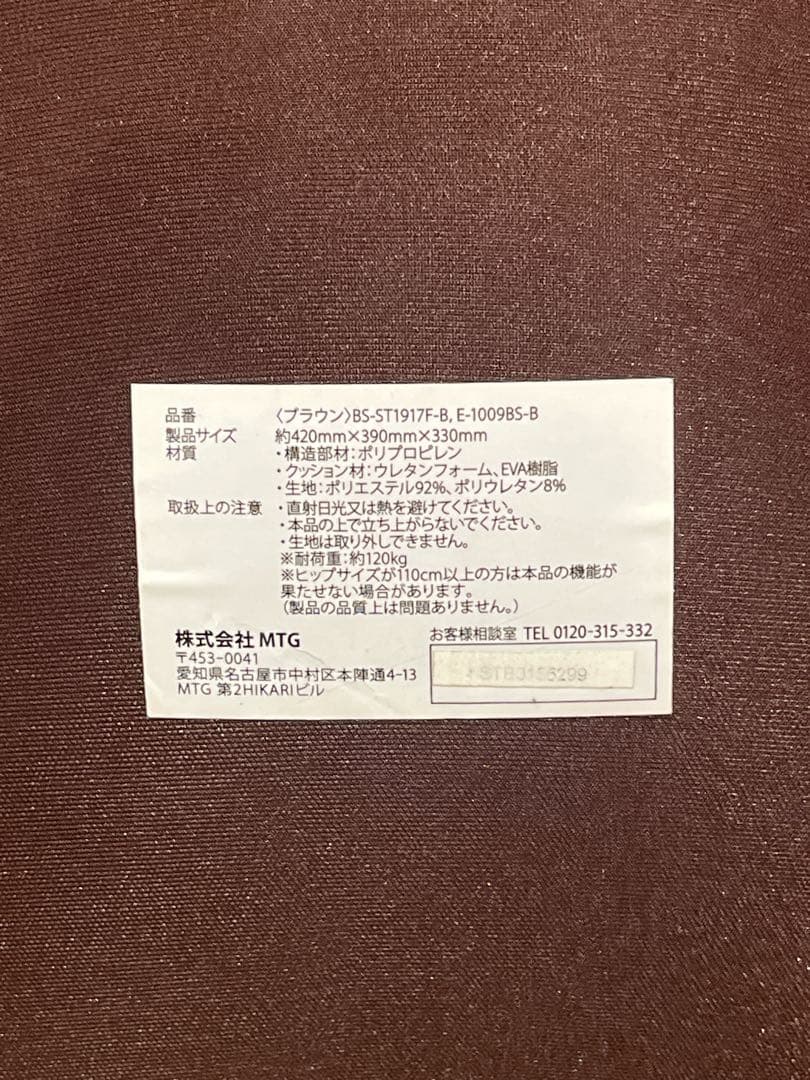 品番 〈ブラウン〉BS-ST1917F-B, E-1009BS-B
製品サイズ 約420mm×390mm×330mm
材質 ・構造部材：ポリプロピレン
・クッション材：ウレタンフォーム、EVA樹脂
・生地：ポリエステル92%、ポリウレタン8%
取扱上の注意 ・直射日光又は熱を避けてください。
・本品の上で立ち上がらないでください。
・生地は取り外しできません。
※耐荷重：約120kg
※ヒップサイズが110cm以上の方は本品の機能が
果たせない場合があります。
（製品の品質上は問題ありません。）
株式会社 MTG
〒453-0041
愛知県名古屋市中村区本陣通4-13
MTG 第2HIKARIビル
お客様相談室 TEL 0120-315-332